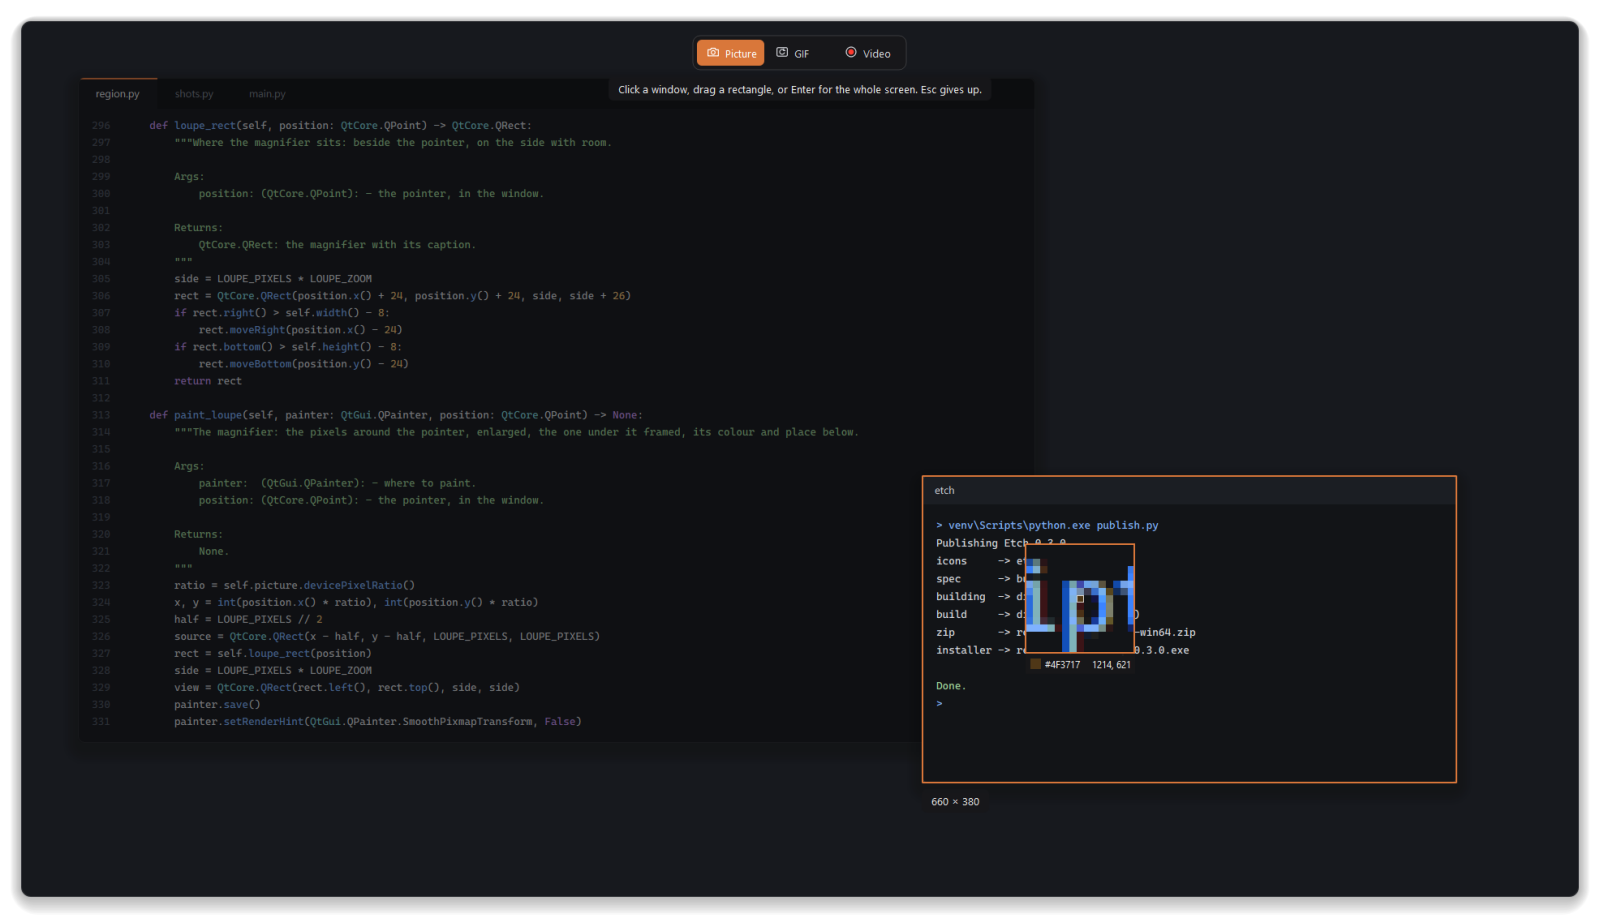 Picture GIF Video
Click a window, drag a rectangle, or Enter for the whole screen. Esc gives up.
region.py shots.py main.py
296 def loupe_rect(self, position: QtCore.QPoint) -> QtCore.QRect:
297 """Where the magnifier sits: beside the pointer, on the side with room.
298
299 Args:
300 position: (QtCore.QPoint): - the pointer, in the window.
301
302 Returns:
303 QtCore.QRect: the magnifier with its caption.
304 """
305 side = LOUPE_PIXELS * LOUPE_ZOOM
306 rect = QtCore.QRect(position.x() + 24, position.y() + 24, side, side + 26)
307 if rect.right() > self.width() - 8:
308 rect.moveRight(position.x() - 24)
309 if rect.bottom() > self.height() - 8:
310 rect.moveBottom(position.y() - 24)
311 return rect
312
313 def paint_loupe(self, painter: QtGui.QPainter, position: QtCore.QPoint) -> None:
314 """The magnifier: the pixels around the pointer, enlarged, the one under it framed, its colour and place below.
315
316 Args:
317 painter: (QtGui.QPainter): - where to paint.
318 position: (QtCore.QPoint): - the pointer, in the window.
319
320 Returns:
321 None.
322 """
323 ratio = self.picture.devicePixelRatio()
324 x, y = int(position.x() * ratio), int(position.y() * ratio)
325 half = LOUPE_PIXELS // 2
326 source = QtCore.QRect(x - half, y - half, LOUPE_PIXELS, LOUPE_PIXELS)
327 rect = self.loupe_rect(position)
328 side = LOUPE_PIXELS * LOUPE_ZOOM
329 view = QtCore.QRect(rect.left(), rect.top(), side, side)
330 painter.save()
331 painter.setRenderHint(QtGui.QPainter.SmoothPixmapTransform, False)
etch
> venv\Scripts\python.exe publish.py
Publishing Etch 0.3.0
icons ->
spec ->
building ->
build -> )
zip -> -win64.zip
installer -> 0.3.0.exe
#4F3717 1214, 621
Done.
>
660 × 380